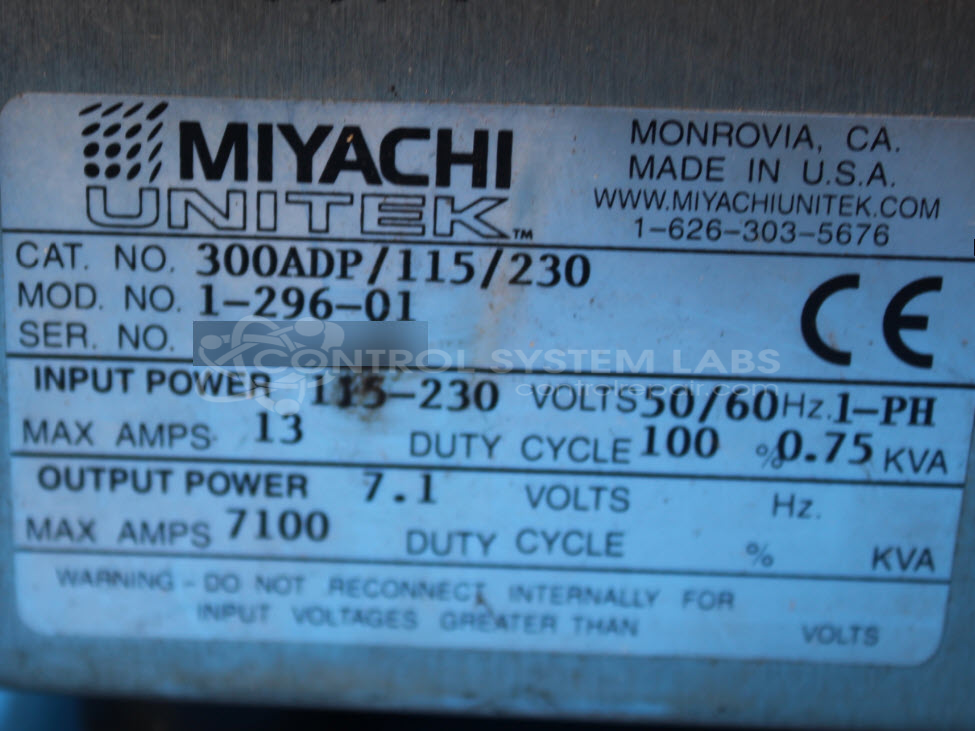 MIYACHI
UNITEK™
MONROVIA, CA.
MADE IN U.S.A.
WWW.MIYACHIUNITEK.COM
1-626-303-5676
CAT. NO. 300ADP/115/230
MOD. NO. 1-296-01
SER. NO.
CE
CONTROL SYSTEM LABS
controlrepair.com
INPUT POWER 115-230 VOLTS 50/60 Hz. 1-PH
MAX AMPS 13 DUTY CYCLE 100 % 0.75 KVA
OUTPUT POWER 7.1 VOLTS Hz.
MAX AMPS 7100 DUTY CYCLE % KVA
WARNING - DO NOT RECONNECT INTERNALLY FOR
INPUT VOLTAGES GREATER THAN VOLTS